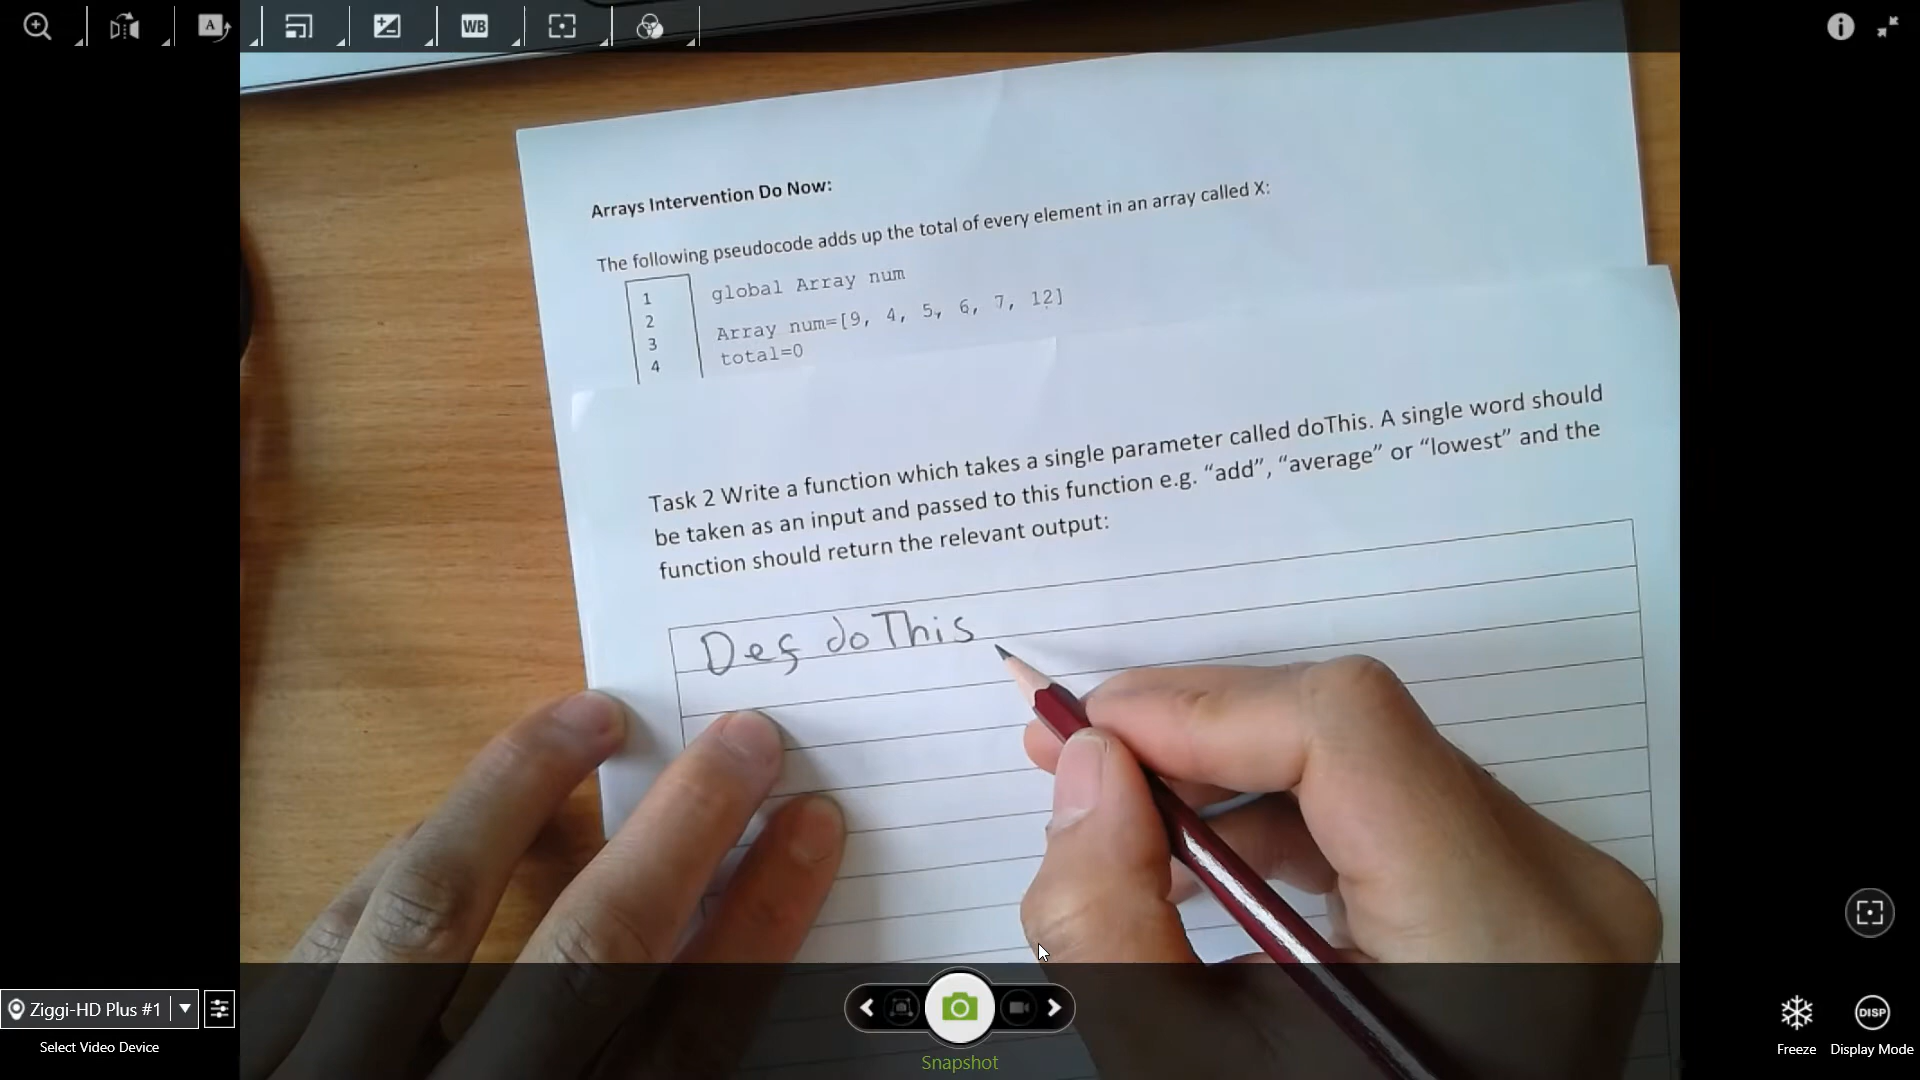 A
WB
i
Arrays Intervention Do Now:
The following pseudocode adds up the total of every element in an array called X:
1 global Array num
2 Array num=[9, 4, 5, 6, 7, 12]
3 total=0
4
Task 2 Write a function which takes a single parameter called doThis. A single word should
be taken as an input and passed to this function e.g. “add”, “average” or “lowest” and the
function should return the relevant output:
Def doThis
Ziggi-HD Plus #1
Select Video Device
Snapshot
Freeze
DISP
Display Mode